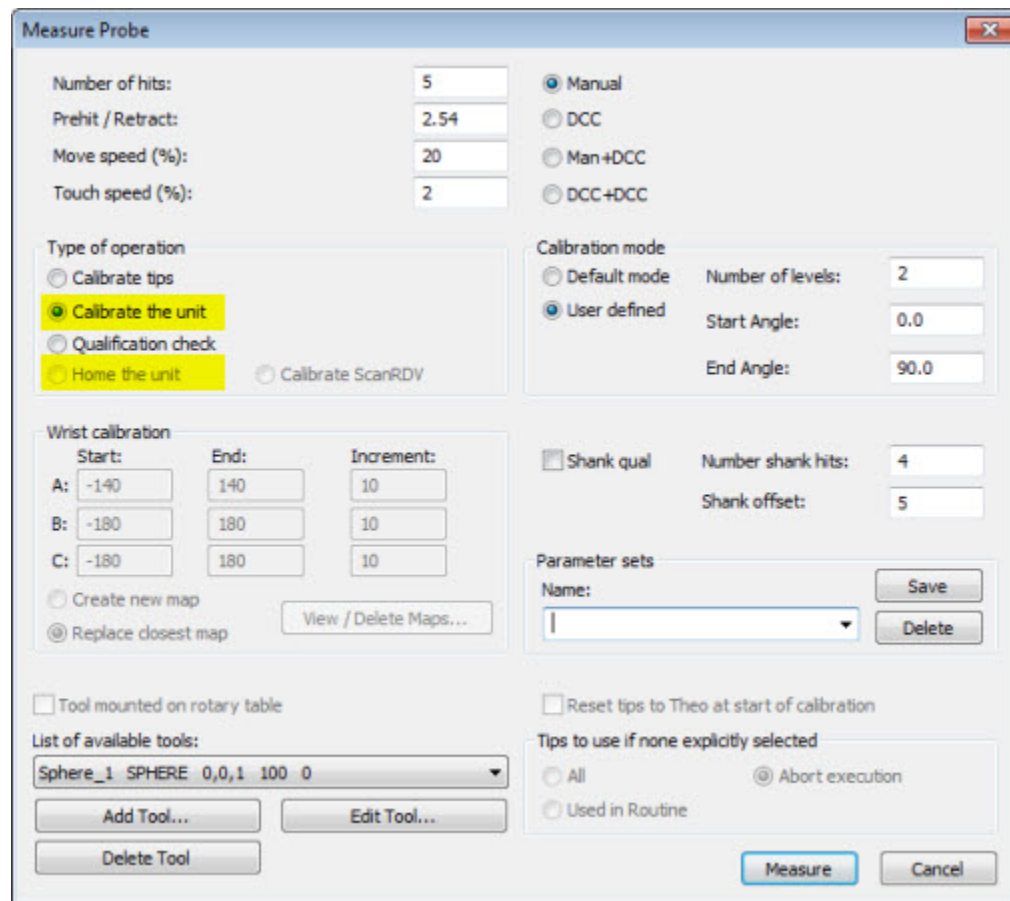 Measure Probe
Number of hits: 5
Prehit / Retract: 2.54
Move speed (%): 20
Touch speed (%): 2
Manual
DCC
Man+DCC
DCC+DCC
Type of operation
Calibrate tips
Calibrate the unit
Qualification check
Home the unit Calibrate ScanRDV
Calibration mode
Default mode Number of levels: 2
User defined Start Angle: 0.0
End Angle: 90.0
Wrist calibration
Start: End: Increment:
A: -140 140 10
B: -180 180 10
C: -180 180 10
Create new map
Replace closest map View / Delete Maps...
Shank qual Number shank hits: 4
Shank offset: 5
Parameter sets
Name: Save
Delete
Tool mounted on rotary table
List of available tools:
Sphere_1 SPHERE 0,0,1 100 0
Add Tool... Edit Tool...
Delete Tool
Reset tips to Theo at start of calibration
Tips to use if none explicitly selected
All Abort execution
Used in Routine
Measure Cancel